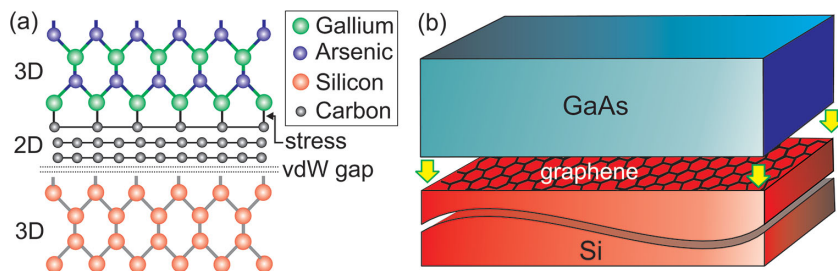 (a)
3D
2D
3D
Gallium
Arsenic
Silicon
Carbon
stress
vdW gap
(b)
GaAs
graphene
Si